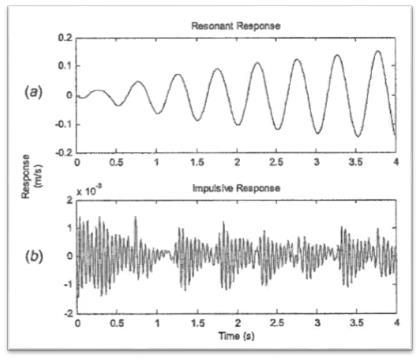 Resonant Response
(a)
0.2
0.1
0
-0.1
-0.2
0 0.5 1 1.5 2 2.5 3 3.5 4
Response
(m/s)
x 10⁻³
Impulsive Response
(b)
2
1
0
-1
-2
0 0.5 1 1.5 2 2.5 3 3.5 4
Time (s)